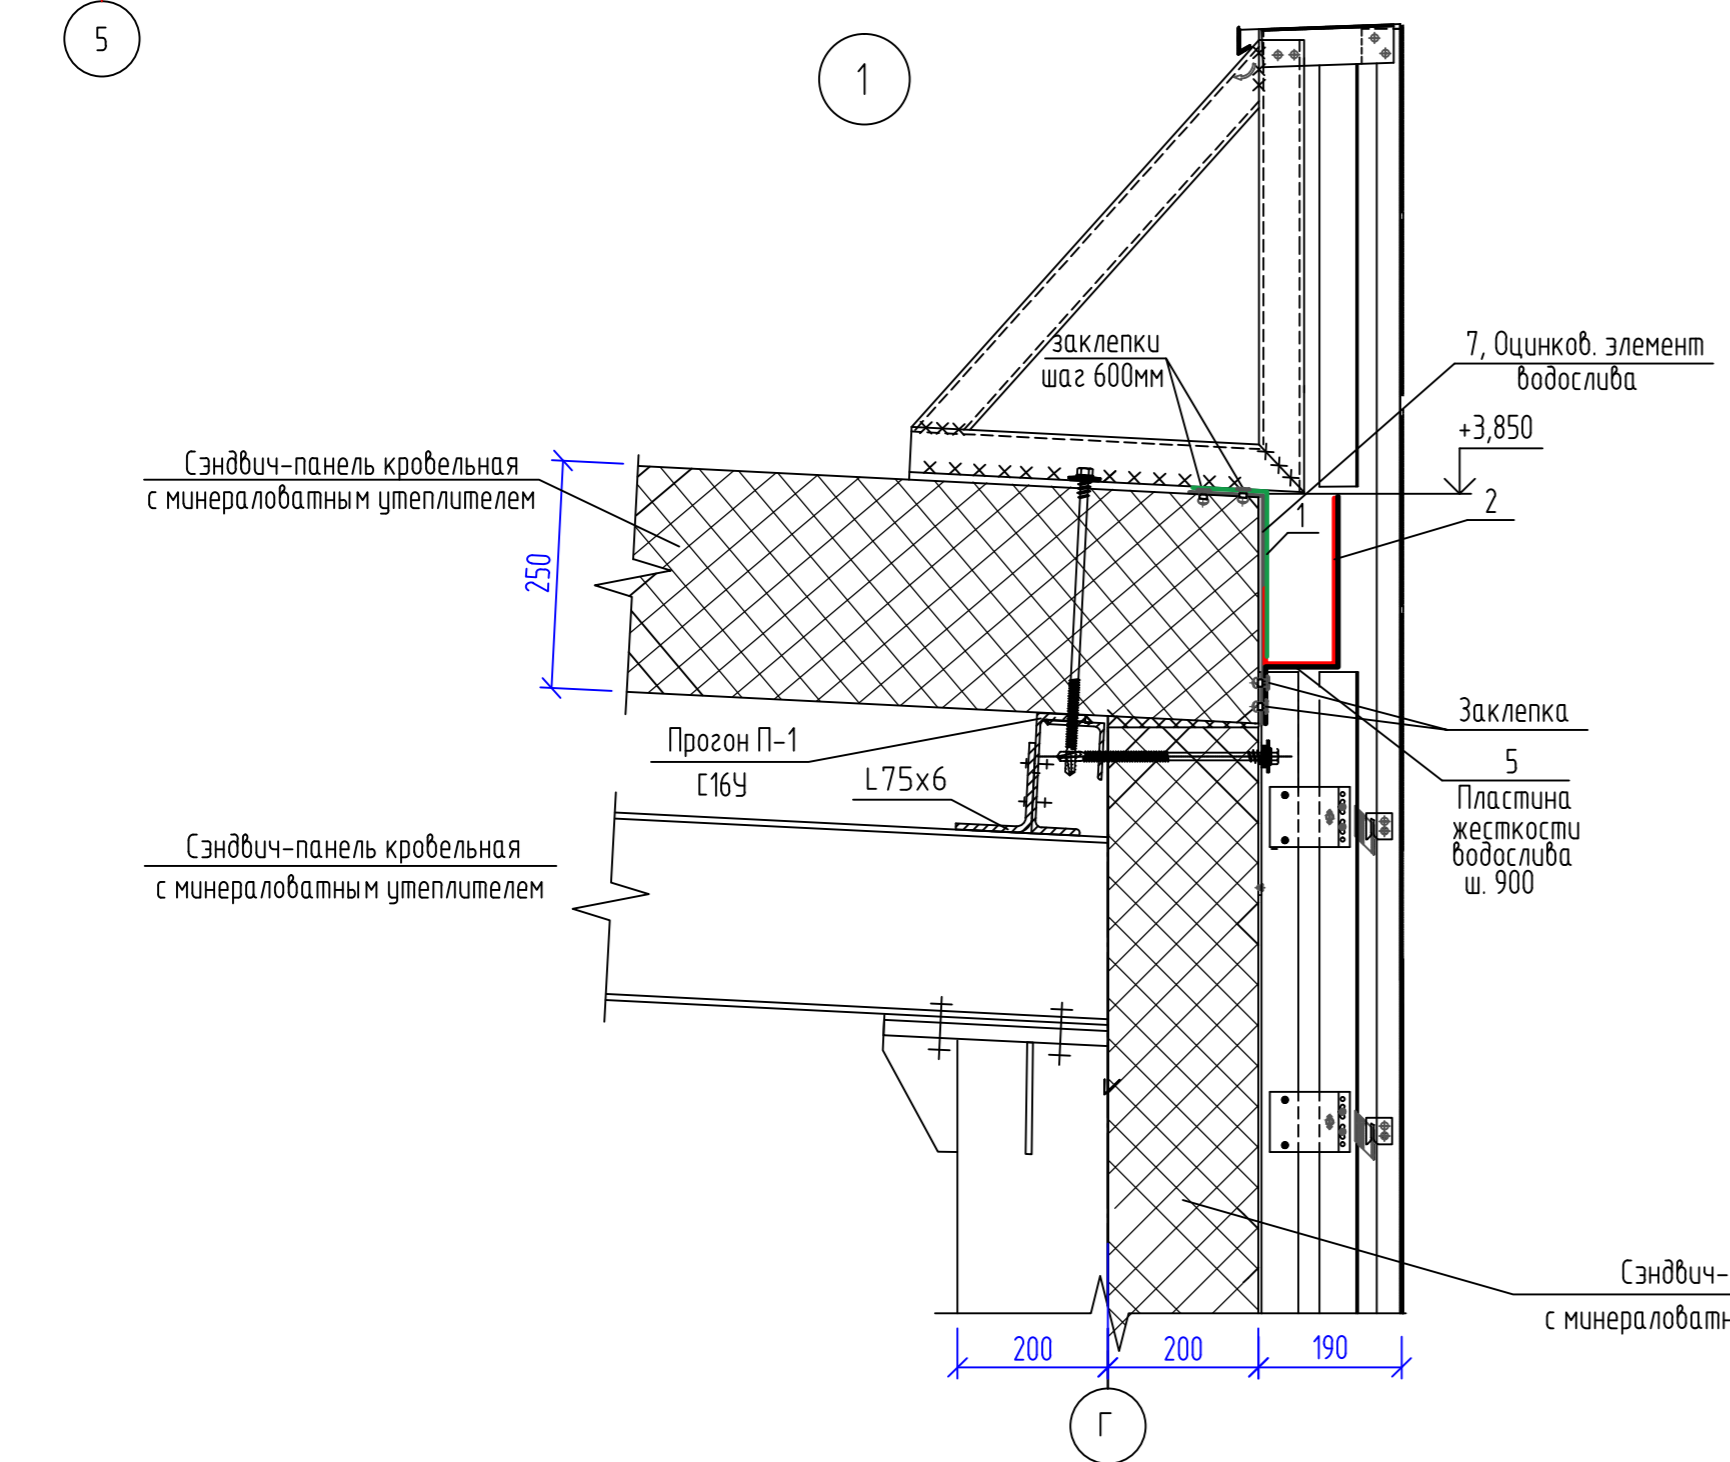 5
1
заклепки
шаг 600мм
7, Оцинков. элемент
водослива
+3,850
2
1
Сэндвич-панель кровельная
с минераловатным утеплителем
250
Прогон П-1
[16У
L75х6
Заклепка
5
Пластина
жесткости
водослива
ш. 900
Сэндвич-панель кровельная
с минераловатным утеплителем
Сэндвич-
с минераловатн
200
200
190
Г